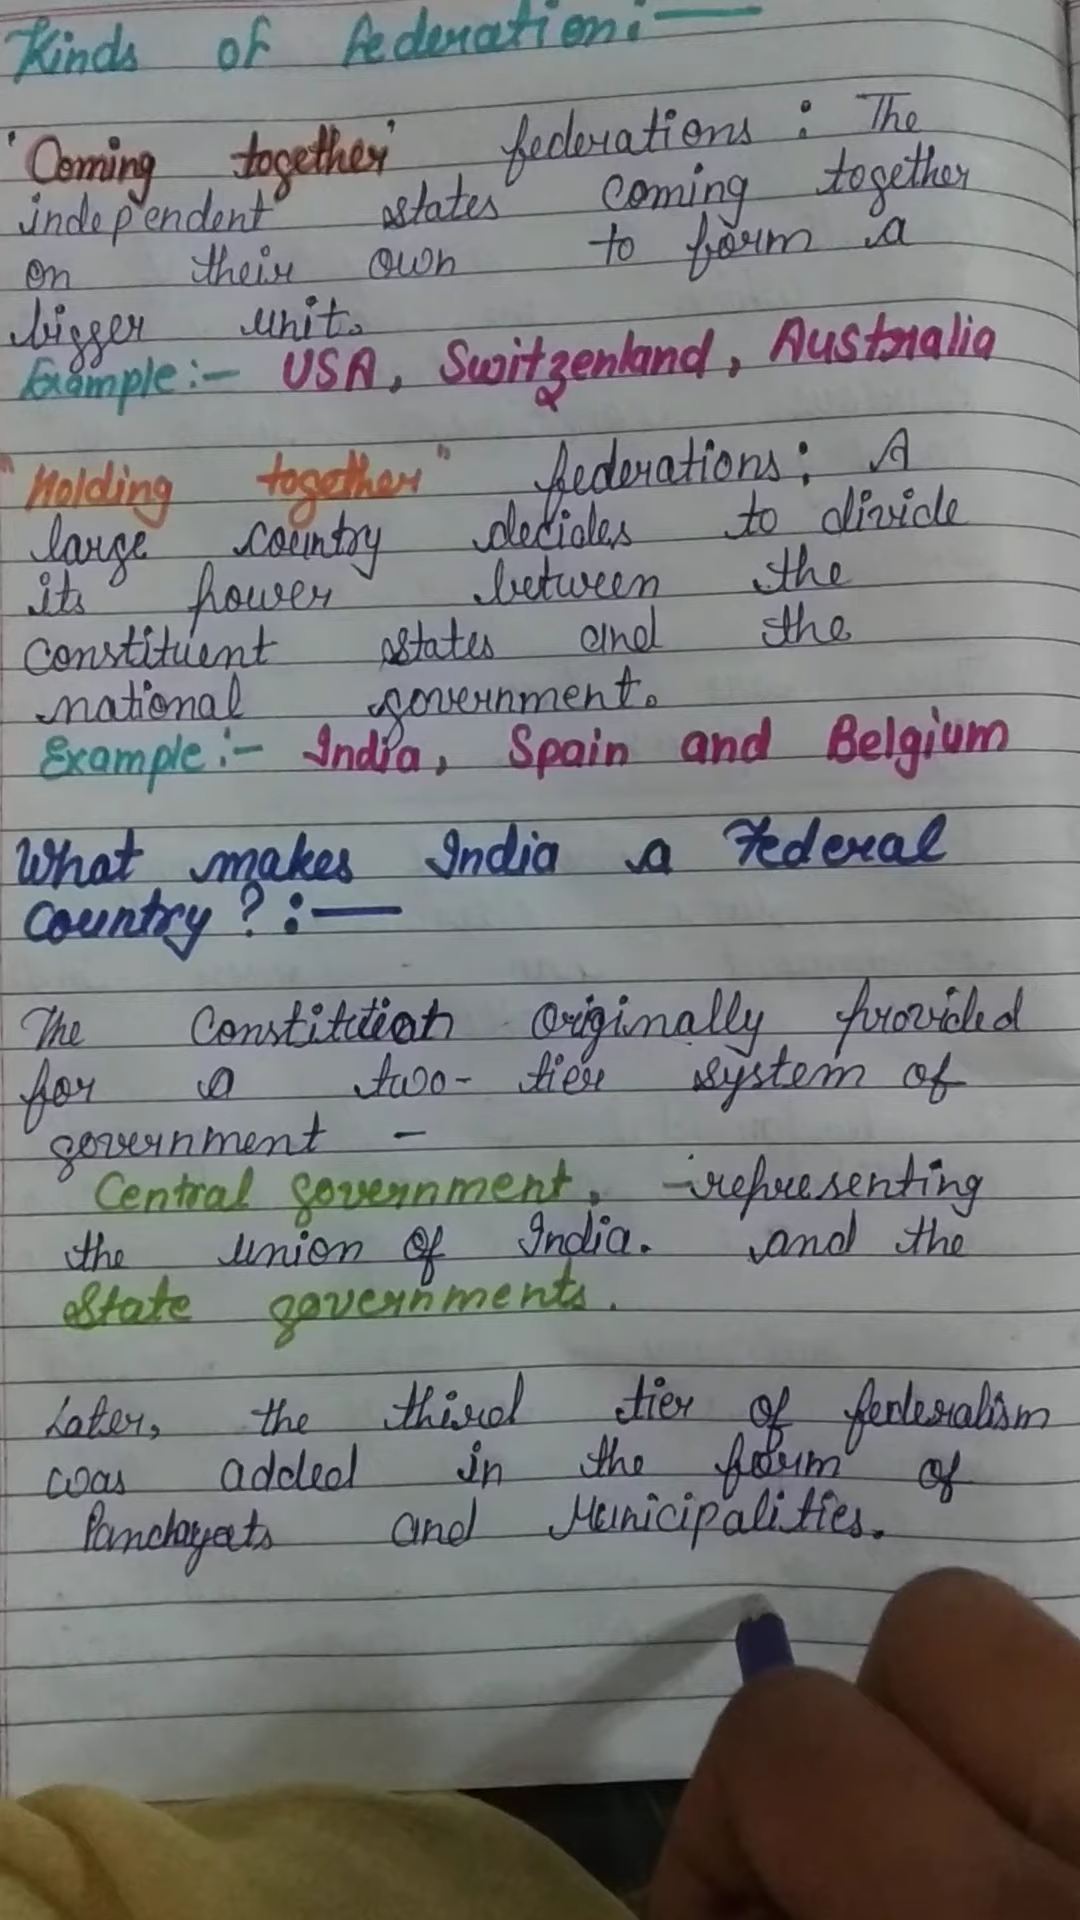 Kinds of federation:—
'Coming together' federations : The
independent states coming together
on their own to form a
bigger unit.
Example:- USA, Switzerland, Australia
"Holding together" federations: A
large country decides to divide
its power between the
constituent states and the
national government.
Example:- India, Spain and Belgium
What makes India a Federal
Country?:—
The Constitution originally provided
for a two-tier system of
government -
Central government, -representing
the union of India. and the
State governments.
Later, the third tier of federalism
was added in the form of
Panchayats and Municipalities.